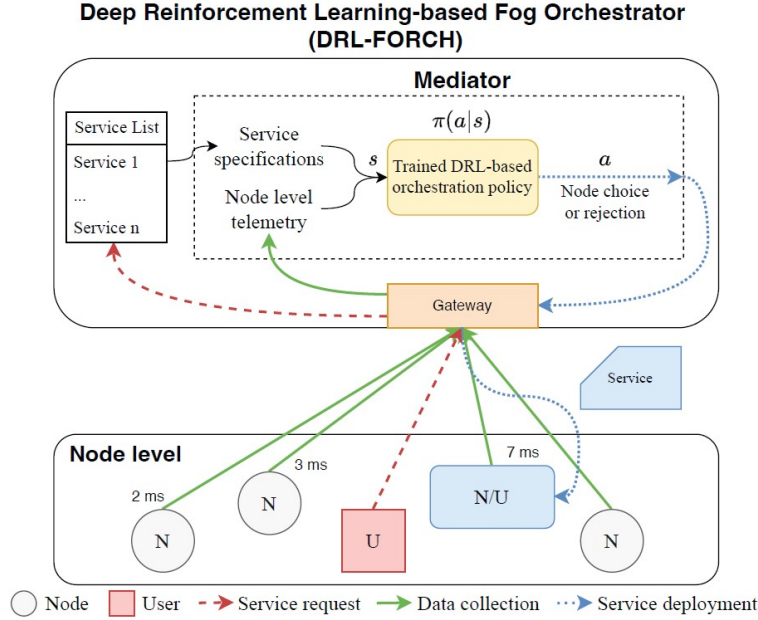 Deep Reinforcement Learning-based Fog Orchestrator
(DRL-FORCH)
Mediator
Service List
Service 1
...
Service n
Service
specifications
Node level
telemetry
s
π(a|s)
Trained DRL-based
orchestration policy
a
Node choice
or rejection
Gateway
Service
Node level
2 ms
3 ms
7 ms
N
N
U
N/U
N
Node
User
Service request
Data collection
Service deployment